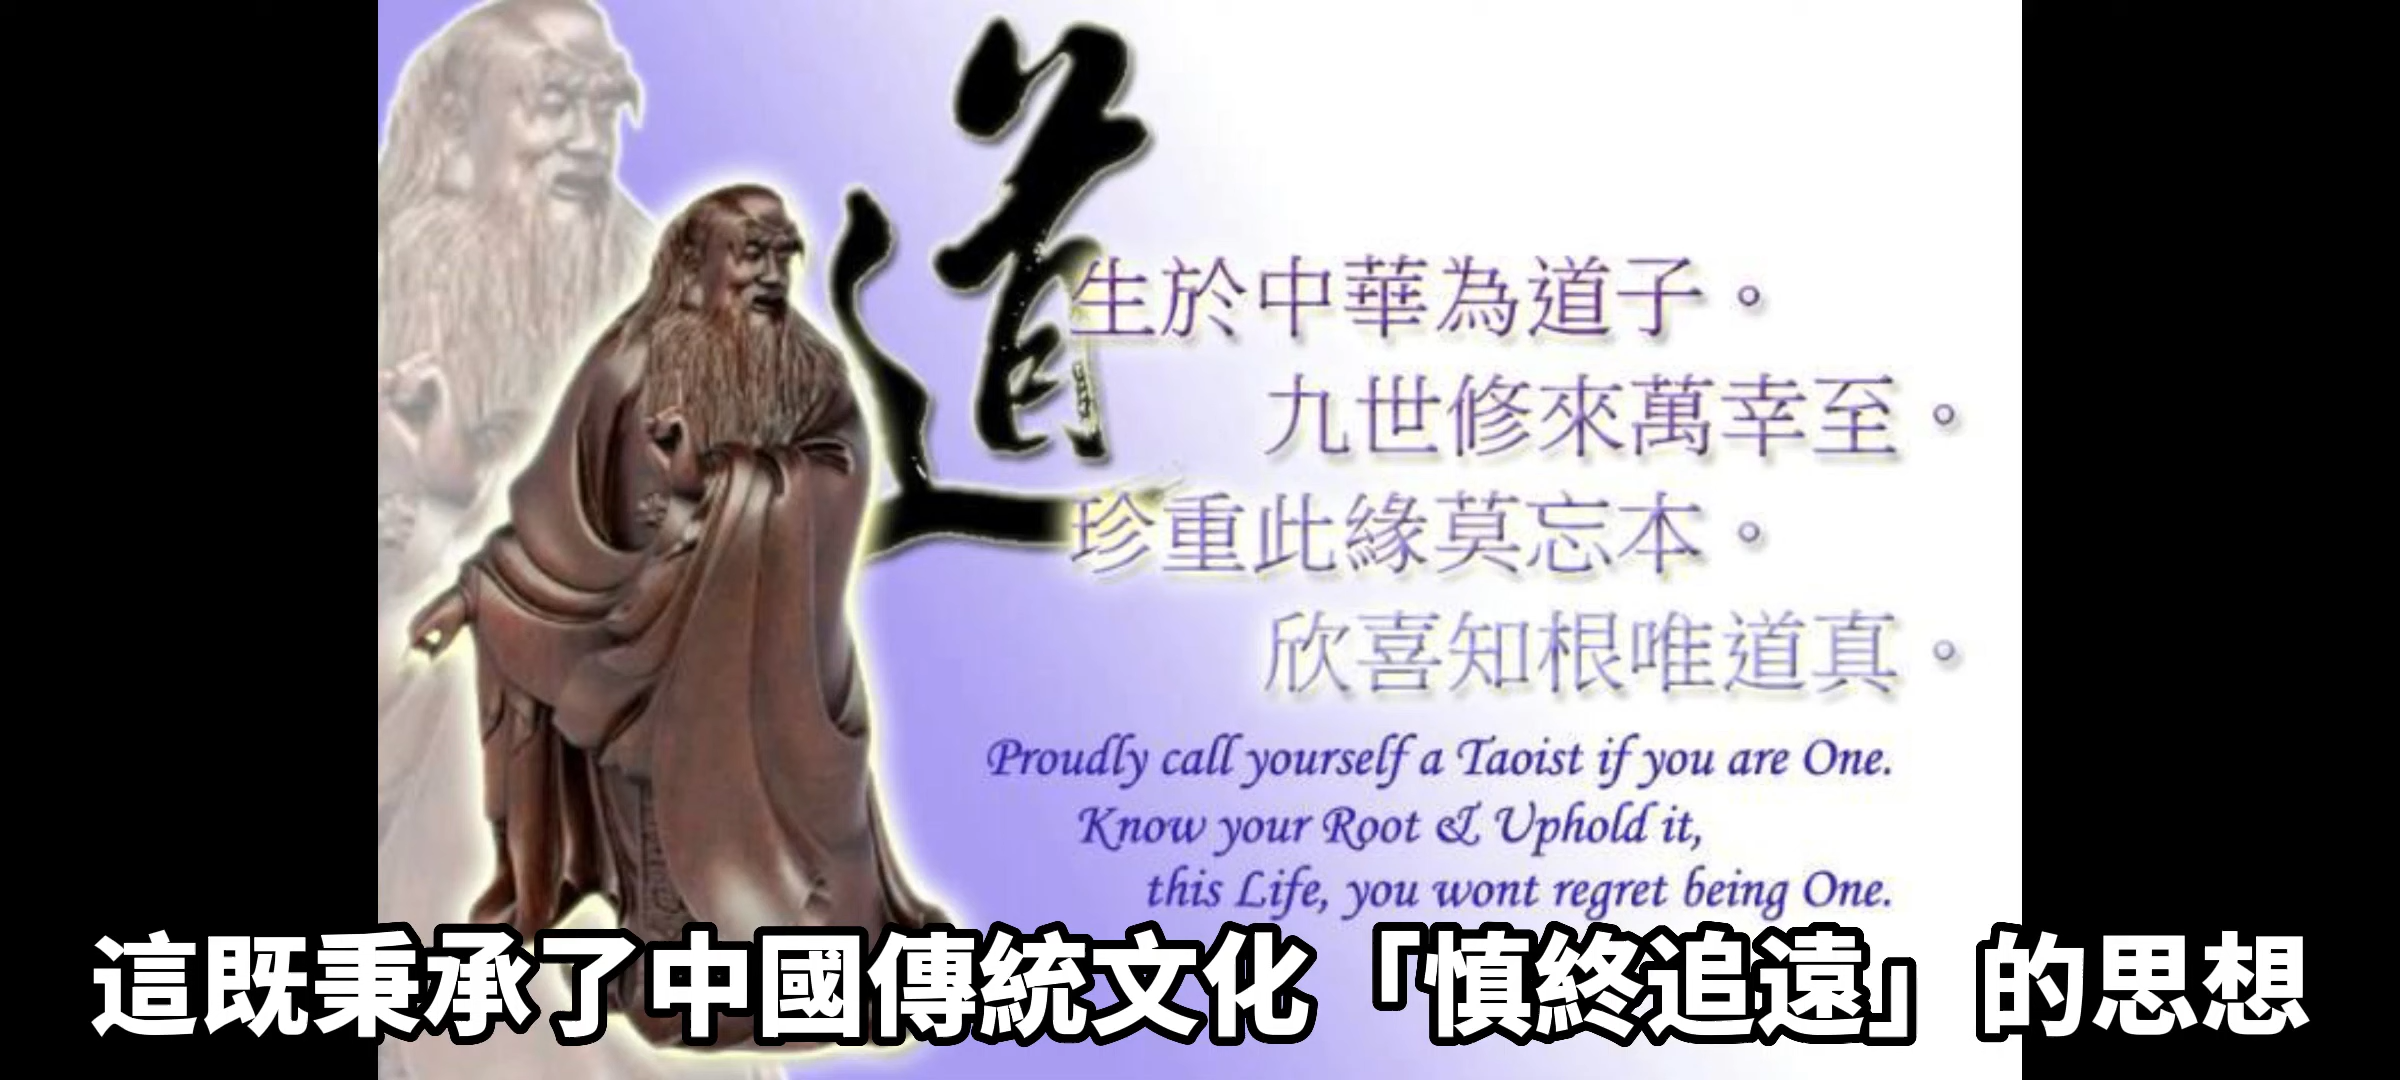 道
生於中華為道子。
九世修來萬幸至。
珍重此緣莫忘本。
欣喜知根唯道真。
Proudly call yourself a Taoist if you are One.
Know your Root & Uphold it,
this Life, you wont regret being One.
這既秉承了中國傳統文化「慎終追遠」的思想